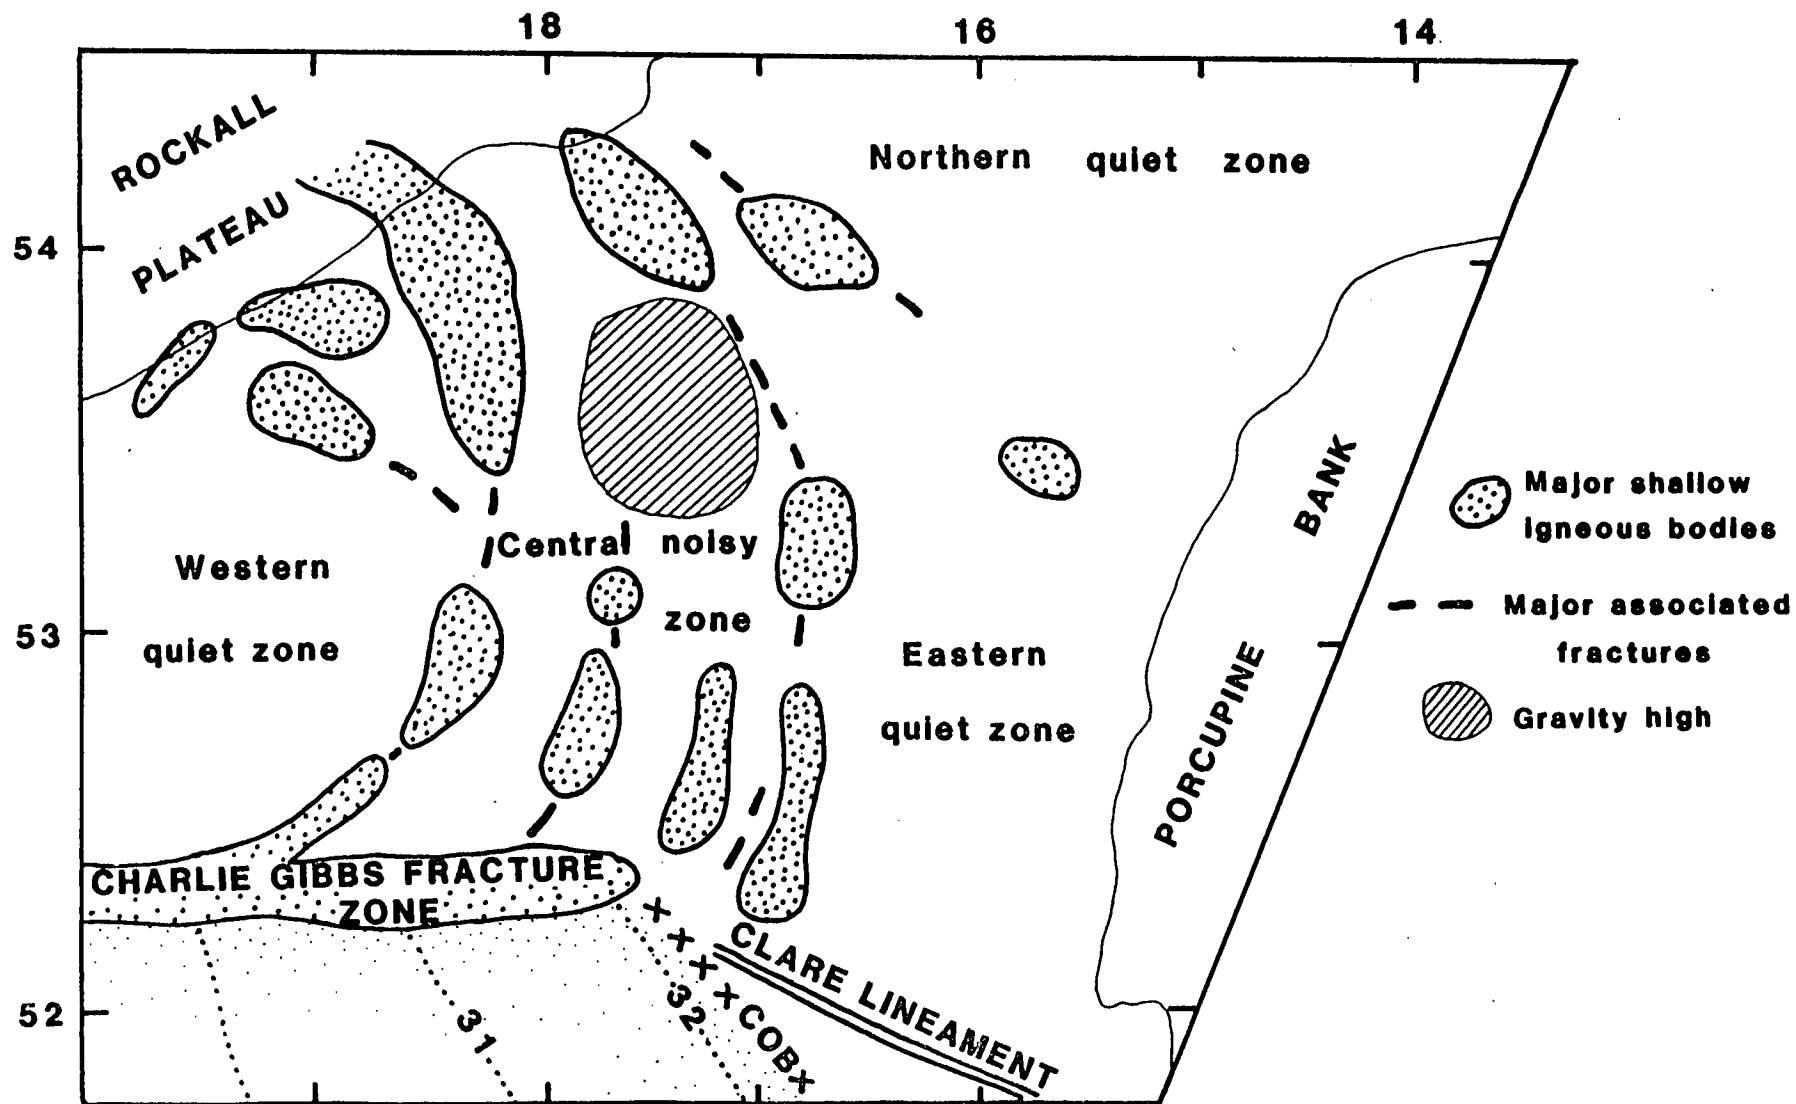 18 16 14
ROCKALL
PLATEAU
Northern quiet zone
54
Major shallow
igneous bodies
BANK
PORCUPINE
Central noisy
zone
Western
quiet zone
Major associated
fractures
53
Eastern
quiet zone
Gravity high
CHARLIE GIBBS FRACTURE
ZONE
CLARE LINEAMENT
52
31
32
COB